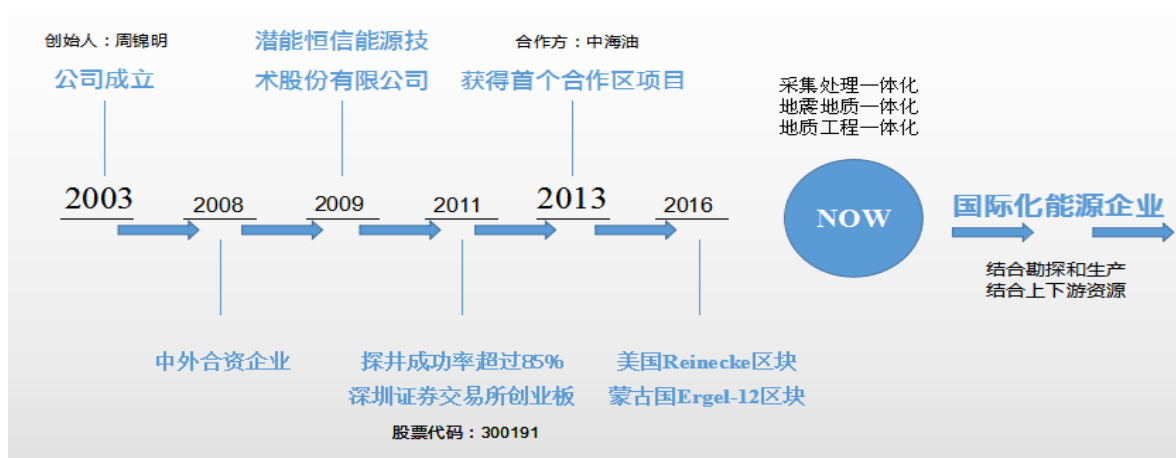 创始人：周锦明
公司成立
潜能恒信能源技
术股份有限公司
合作方：中海油
获得首个合作区项目
采集处理一体化
地震地质一体化
地质工程一体化
2003
2008
2009
2011
2013
2016
NOW
国际化能源企业
结合勘探和生产
结合上下游资源
中外合资企业
探井成功率超过85%
深圳证券交易所创业板
股票代码：300191
美国Reinecke区块
蒙古国Ergel-12区块